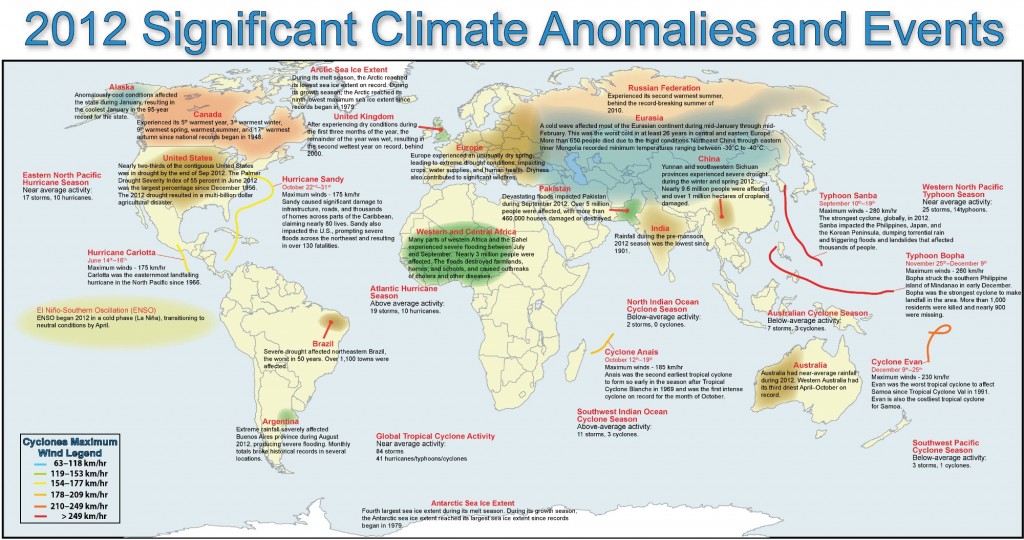 2012 Significant Climate Anomalies and Events
Alaska
Anomalously cool conditions affected
the state during January, resulting in
the coolest January in the 95-year
record for the state.
Canada
Experienced its 5th warmest year, 3rd warmest winter,
9th warmest spring, warmest summer, and 17th warmest
autumn since national records began in 1948.
Arctic Sea Ice Extent
During its melt season, the Arctic reached
its lowest sea ice extent on record. During
its growth season, the Arctic reached its
ninth lowest maximum sea ice extent since
records began in 1979.
United Kingdom
After experiencing dry conditions during
the first three months of the year, the
remainder of the year was wet, resulting in
the second wettest year on record, behind
2000.
Russian Federation
Experienced its second warmest summer,
behind the record-breaking summer of
2010.
Eurasia
A cold wave affected most of the Eurasian continent during mid-January through mid-
February. This was the worst cold in at least 26 years in central and eastern Europe.
More than 650 people died due to the frigid conditions. Northeast China through eastern
Inner Mongolia recorded minimum temperatures ranging between -30°C to -40°C.
Europe
Europe experienced an unusually dry spring,
leading to extreme drought conditions, impacting
crops, water supplies, and human health. Dryness
also contributed to significant wildfires.
United States
Nearly two-thirds of the contiguous United States
was in drought by the end of Sep 2012. The Palmer
Drought Severity Index of 55 percent in June 2012
was the largest percentage since December 1956.
The 2012 drought resulted in a multi-billion dollar
agricultural disaster.
Eastern North Pacific
Hurricane Season
Near average activity:
17 storms, 10 hurricanes.
Hurricane Sandy
October 22nd–31st
Maximum winds - 175 km/hr
Sandy caused significant damage to
infrastructure, roads, and thousands
of homes across parts of the Caribbean,
claiming nearly 80 lives. Sandy also
impacted the U.S., prompting severe
floods across the northeast and resulting
in over 130 fatalities.
China
Yunnan and southwestern Sichuan
provinces experienced severe drought
during the winter and spring 2012.
Nearly 9.6 million people were affected
and over 1 million hectares of cropland
damaged.
Pakistan
Devastating floods impacted Pakistan
during September 2012. Over 5 million
people were affected, with more than
460,000 houses damaged or destroyed.
India
Rainfall during the pre-monsoon
2012 season was the lowest since
1901.
Western and Central Africa
Many parts of western Africa and the Sahel
experienced severe flooding between July
and September. Nearly 3 million people were
affected. The floods destroyed farmlands,
homes, and schools, and caused outbreaks
of cholera and other diseases.
Typhoon Sanba
September 10th–19th
Maximum winds - 280 km/hr
The strongest cyclone, globally, in 2012.
Sanba impacted the Philippines, Japan, and
the Korean Peninsula, dumping torrential rain
and triggering floods and landslides that affected
thousands of people.
Western North Pacific
Typhoon Season
Near average activity:
25 storms, 14typhoons.
Typhoon Bopha
November 25th–December 9th
Maximum winds - 260 km/hr
Bopha struck the southern Philippine
island of Mindanao in early December.
Bopha was the strongest cyclone to make
landfall in the area. More than 1,000
residents were killed and nearly 900
were missing.
Hurricane Carlotta
June 14th–16th
Maximum winds - 175 km/hr
Carlotta was the easternmost landfalling
hurricane in the North Pacific since 1966.
El Niño-Southern Oscillation (ENSO)
ENSO began 2012 in a cold phase (La Niña), transitioning to
neutral conditions by April.
Atlantic Hurricane
Season
Above average activity:
19 storms, 10 hurricanes.
North Indian Ocean
Cyclone Season
Below-average activity:
2 storms, 0 cyclones.
Australian Cyclone Season
Below-average activity:
7 storms, 3 cyclones.
Brazil
Severe drought affected northeastern Brazil,
the worst in 50 years. Over 1,100 towns were
affected.
Cyclone Anais
October 12th–19th
Maximum winds - 185 km/hr
Anais was the second earliest tropical cyclone
to form so early in the season after Tropical
Cyclone Blanche in 1969 and was the first intense
cyclone on record for the month of October.
Australia
Australia had near-average rainfall
during 2012. Western Australia had
its third driest April–October on
record.
Cyclone Evan
December 9th–25th
Maximum winds - 230 km/hr
Evan was the worst tropical cyclone to affect
Samoa since Tropical Cyclone Val in 1991.
Evan is also the costliest tropical cyclone
for Samoa.
Southwest Indian Ocean
Cyclone Season
Above-average activity:
11 storms, 3 cyclones.
Argentina
Extreme rainfall severely affected
Buenos Aires province during August
2012, producing severe flooding. Monthly
totals broke historical records in several
locations.
Global Tropical Cyclone Activity
Near average activity:
84 storms
41 hurricanes/typhoons/cyclones
Southwest Pacific
Cyclone Season
Below-average activity:
3 storms, 1 cyclones.
Cyclones Maximum
Wind Legend
63–118 km/hr
119–153 km/hr
154–177 km/hr
178–209 km/hr
210–249 km/hr
> 249 km/hr
Antarctic Sea Ice Extent
Fourth largest sea ice extent during its melt season. During its growth season,
the Antarctic sea ice extent reached its largest sea ice extent since records
began in 1979.